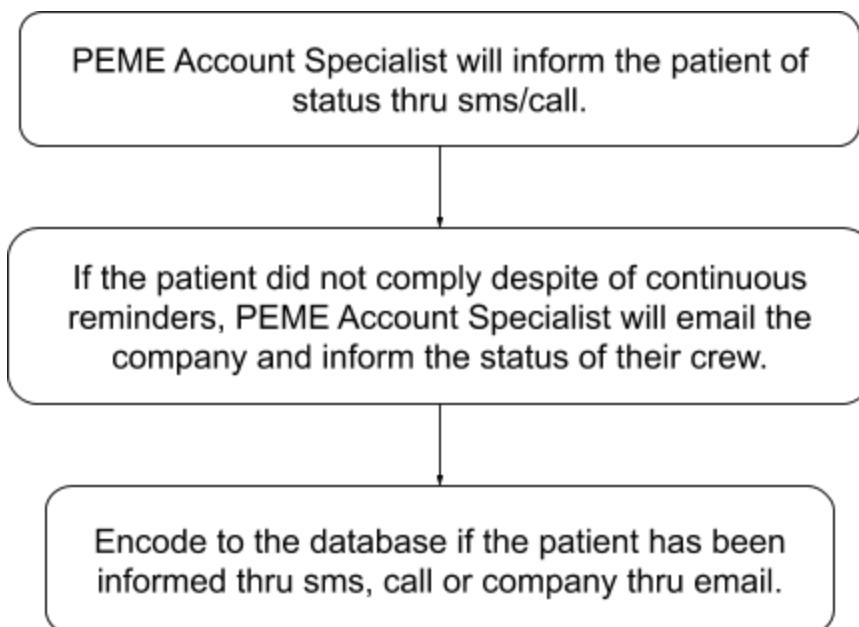 PEME Account Specialist will inform the patient of
status thru sms/call.
If the patient did not comply despite of continuous
reminders, PEME Account Specialist will email the
company and inform the status of their crew.
Encode to the database if the patient has been
informed thru sms, call or company thru email.